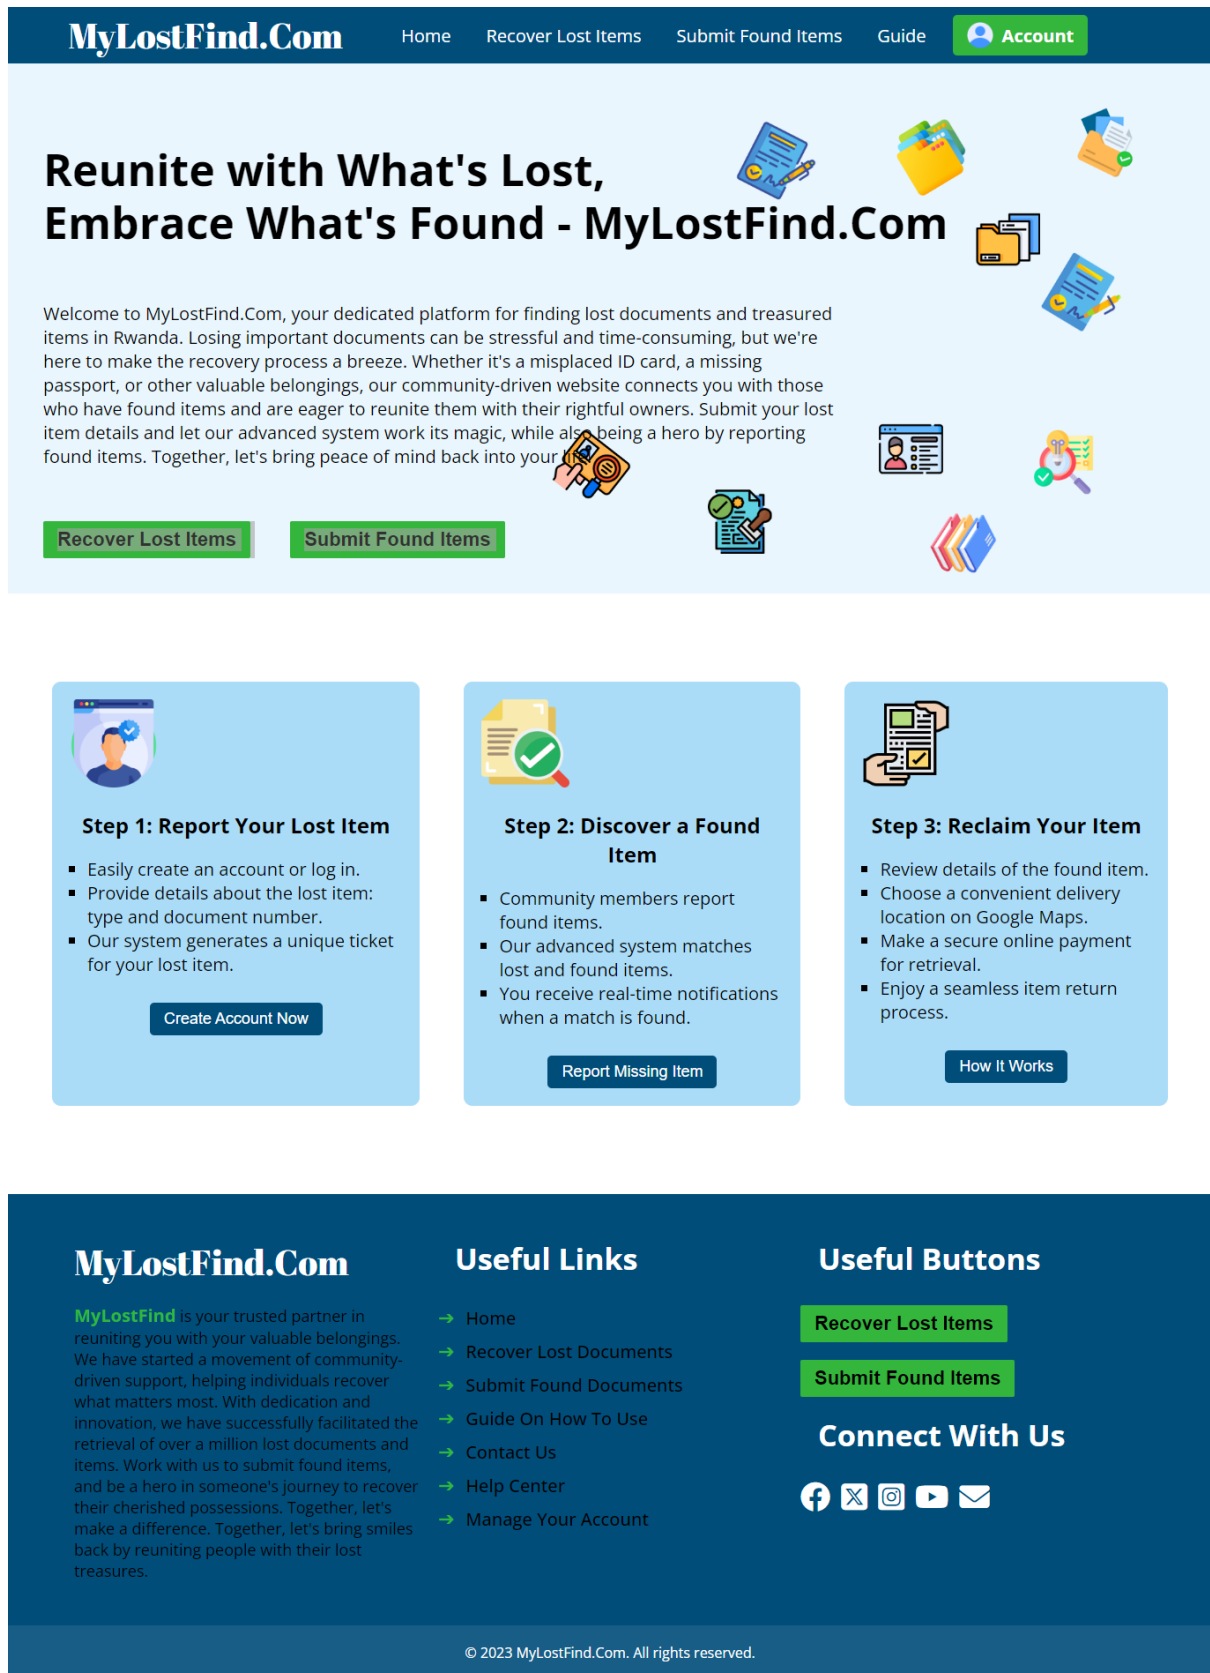 MyLostFind.Com
Home
Recover Lost Items
Submit Found Items
Guide
Account
Reunite with What's Lost,
Embrace What's Found - MyLostFind.Com
Welcome to MyLostFind.Com, your dedicated platform for finding lost documents and treasured
items in Rwanda. Losing important documents can be stressful and time-consuming, but we're
here to make the recovery process a breeze. Whether it's a misplaced ID card, a missing
passport, or other valuable belongings, our community-driven website connects you with those
who have found items and are eager to reunite them with their rightful owners. Submit your lost
item details and let our advanced system work its magic, while also being a hero by reporting
found items. Together, let's bring peace of mind back into your life.
Recover Lost Items
Submit Found Items
Step 1: Report Your Lost Item
Easily create an account or log in.
Provide details about the lost item:
type and document number.
Our system generates a unique ticket
for your lost item.
Create Account Now
Step 2: Discover a Found
Item
Community members report
found items.
Our advanced system matches
lost and found items.
You receive real-time notifications
when a match is found.
Report Missing Item
Step 3: Reclaim Your Item
Review details of the found item.
Choose a convenient delivery
location on Google Maps.
Make a secure online payment
for retrieval.
Enjoy a seamless item return
process.
How It Works
MyLostFind.Com
MyLostFind is your trusted partner in
reuniting you with your valuable belongings.
We have started a movement of community-
driven support, helping individuals recover
what matters most. With dedication and
innovation, we have successfully facilitated the
retrieval of over a million lost documents and
items. Work with us to submit found items,
and be a hero in someone's journey to recover
their cherished possessions. Together, let's
make a difference. Together, let's bring smiles
back by reuniting people with their lost
treasures.
Useful Links
Home
Recover Lost Documents
Submit Found Documents
Guide On How To Use
Contact Us
Help Center
Manage Your Account
Useful Buttons
Recover Lost Items
Submit Found Items
Connect With Us
© 2023 MyLostFind.Com. All rights reserved.